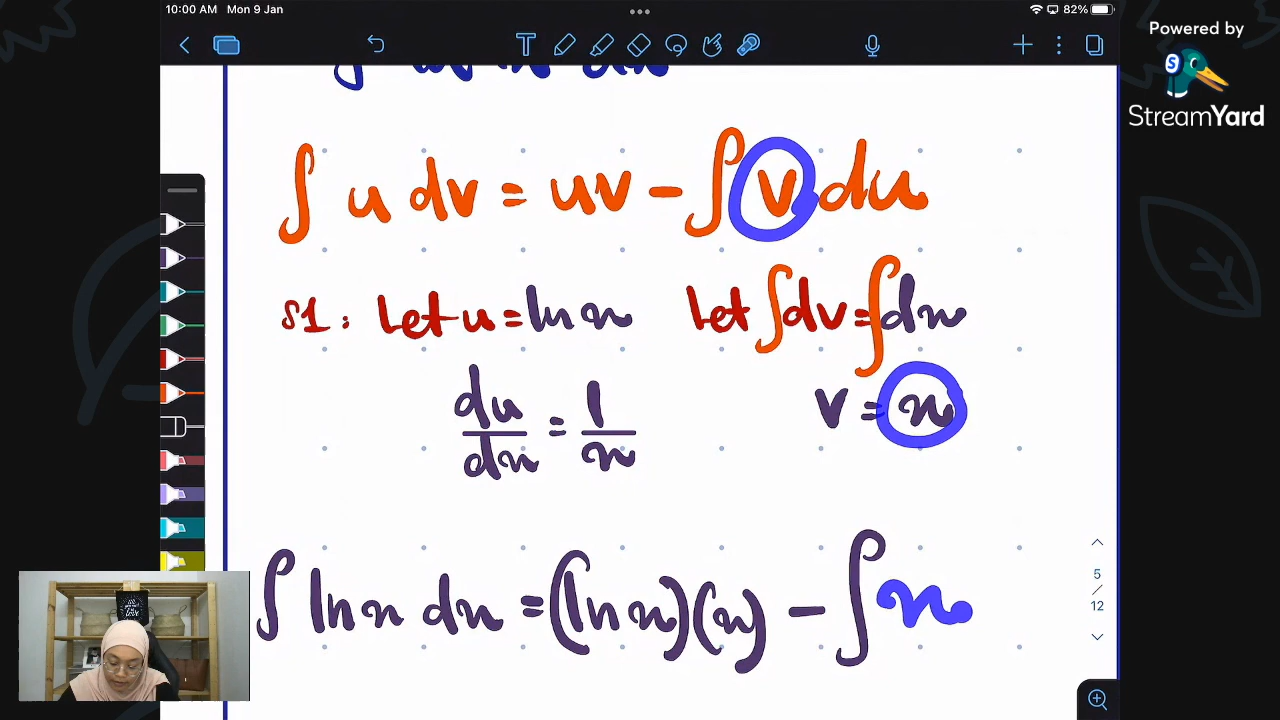 10:00 AM Mon 9 Jan
82%
Powered by
StreamYard
∫ u dv = uv - ∫ v du
S1: Let u = ln x Let ∫ dv = ∫ dx
du/dx = 1/x v = x
∫ ln x dx = (ln x)(x) - ∫ x
5
/
12